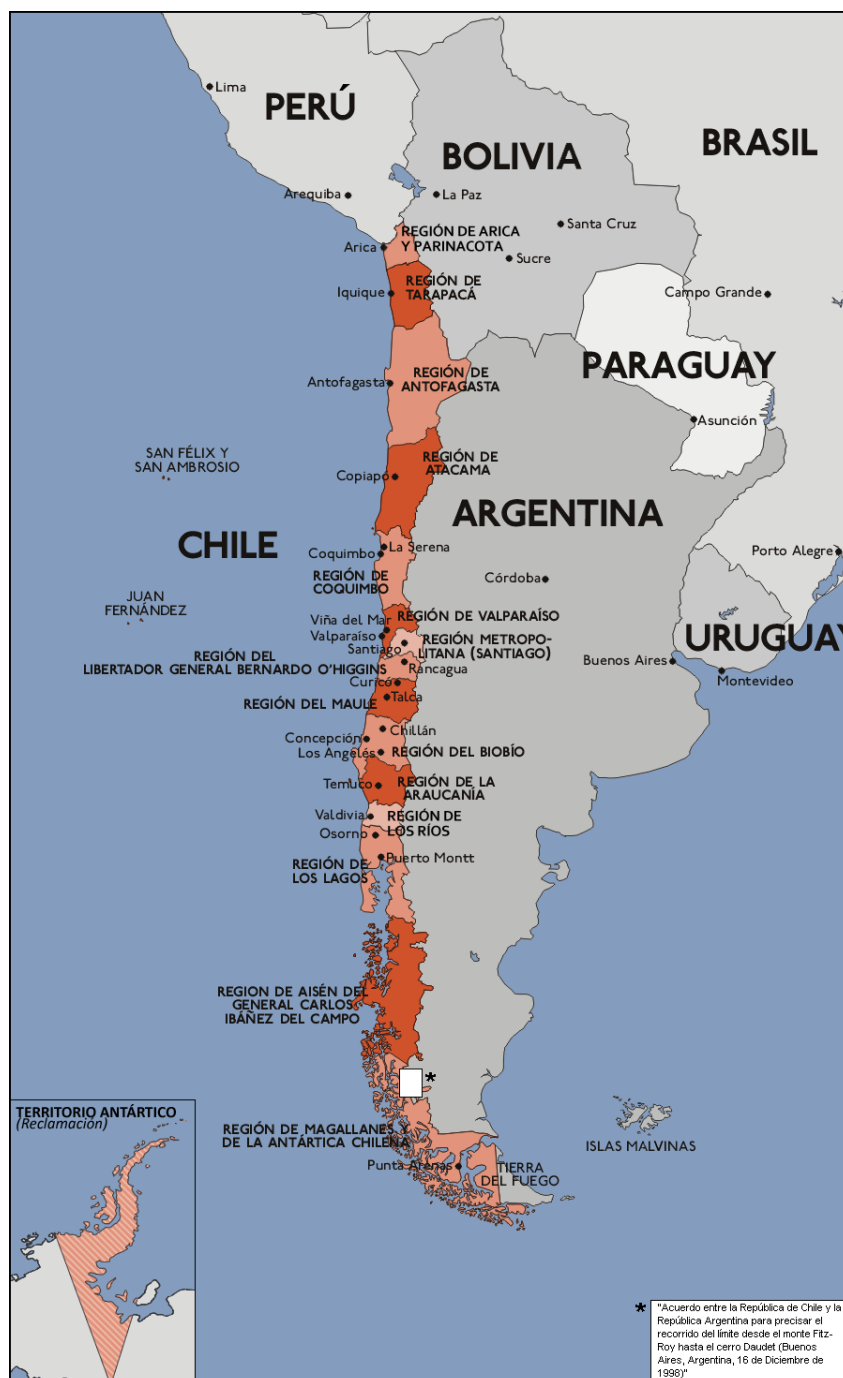 Lima
PERÚ
BRASIL
BOLIVIA
Arequiba
La Paz
Santa Cruz
REGIÓN DE ARICA
Y PARINACOTA
Arica
Sucre
REGIÓN DE
TARAPACÁ
Iquique
Campo Grande
PARAGUAY
REGIÓN DE
ANTOFAGASTA
Antofagasta
Asunción
SAN FÉLIX Y
SAN AMBROSIO
REGIÓN DE
ATACAMA
Copiapó
ARGENTINA
CHILE
La Serena
Coquimbo
Porto Alegre
REGIÓN DE
COQUIMBO
Córdoba
JUAN
FERNÁNDEZ
Viña del Mar
REGIÓN DE VALPARAÍSO
Valparaíso
Santiago
REGIÓN METROPO-
LITANA (SANTIAGO)
URUGUAY
REGIÓN DEL
LIBERTADOR GENERAL BERNARDO O'HIGGINS
Rancagua
Buenos Aires
Montevideo
Curicó
Talca
REGIÓN DEL MAULE
Chillán
Concepción
Los Angelés
REGIÓN DEL BIOBÍO
Temuco
REGIÓN DE LA
ARAUCANÍA
Valdivia
REGIÓN DE
LOS RÍOS
Osorno
Puerto Montt
REGIÓN DE
LOS LAGOS
REGION DE AISÉN DEL
GENERAL CARLOS
IBÁÑEZ DEL CAMPO
*
TERRITORIO ANTÁRTICO
(Reclamación)
REGIÓN DE MAGALLANES Y
DE LA ANTÁRTICA CHILENA
ISLAS MALVINAS
Punta Arenas
TIERRA
DEL FUEGO
* "Acuerdo entre la República de Chile y la
República Argentina para precisar el
recorrido del límite desde el monte Fitz-
Roy hasta el cerro Daudet (Buenos
Aires, Argentina, 16 de Diciembre de
1998)"